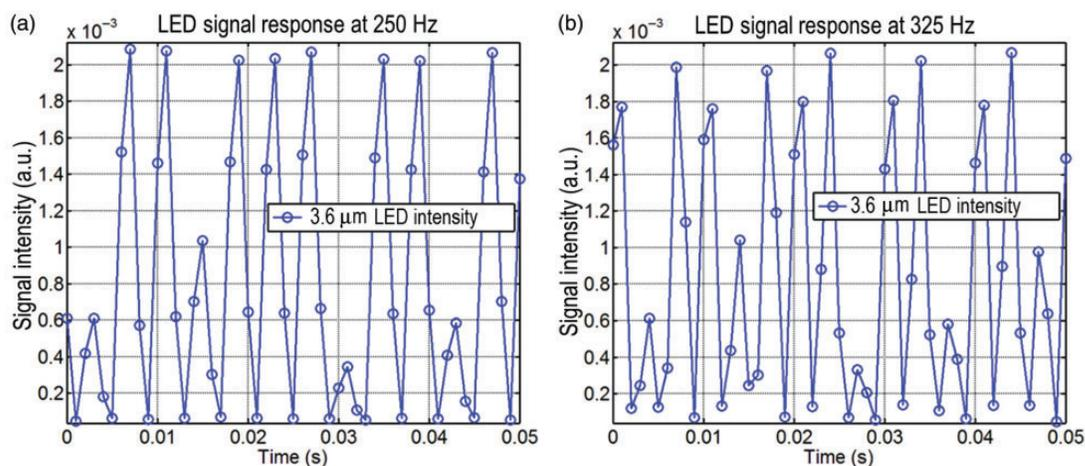 (a)
LED signal response at 250 Hz
x 10⁻³
2
1.8
1.6
1.4
1.2
1
0.8
0.6
0.4
0.2
Signal intensity (a.u.)
3.6 μm LED intensity
0 0.01 0.02 0.03 0.04 0.05
Time (s)
(b)
LED signal response at 325 Hz
x 10⁻³
2
1.8
1.6
1.4
1.2
1
0.8
0.6
0.4
0.2
Signal intensity (a.u.)
3.6 μm LED intensity
0 0.01 0.02 0.03 0.04 0.05
Time (s)